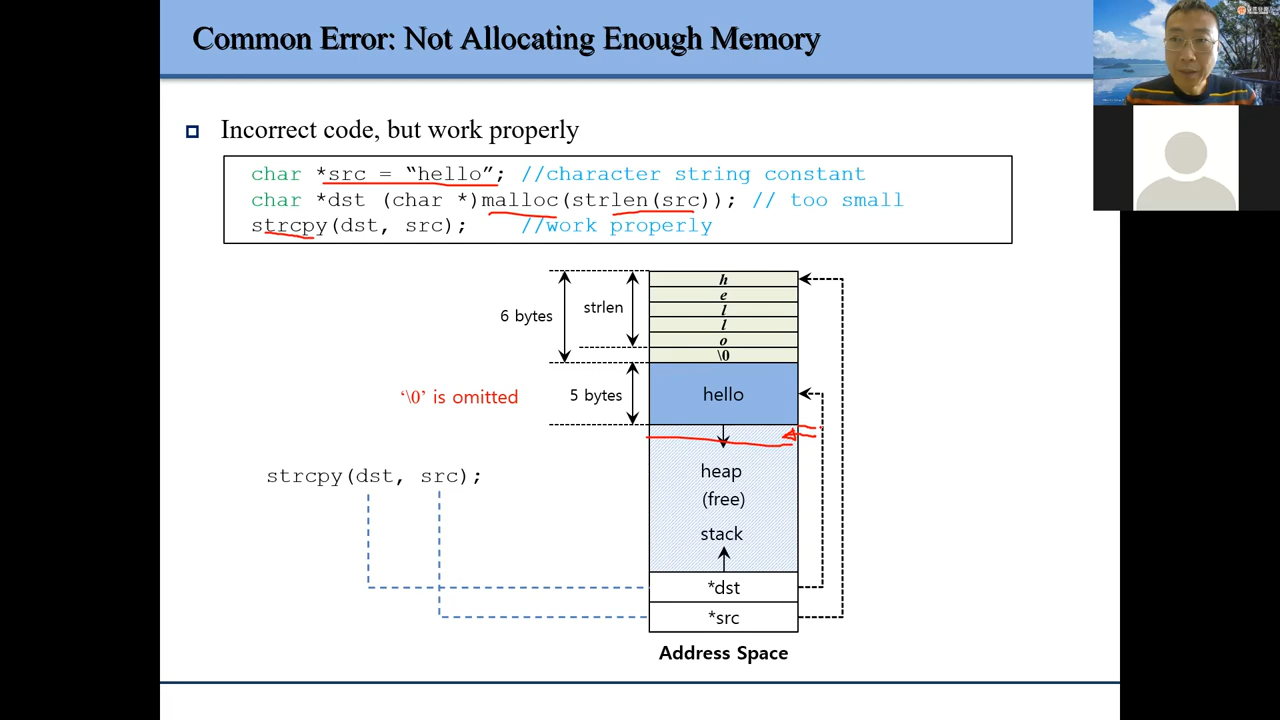 Common Error: Not Allocating Enough Memory
Incorrect code, but work properly
char *src = “hello”; //character string constant
char *dst (char *)malloc(strlen(src)); // too small
strcpy(dst, src); //work properly
h
e
l
l
o
\0
strlen
6 bytes
hello
5 bytes
‘\0’ is omitted
heap
(free)
stack
strcpy(dst, src);
*dst
*src
Address Space